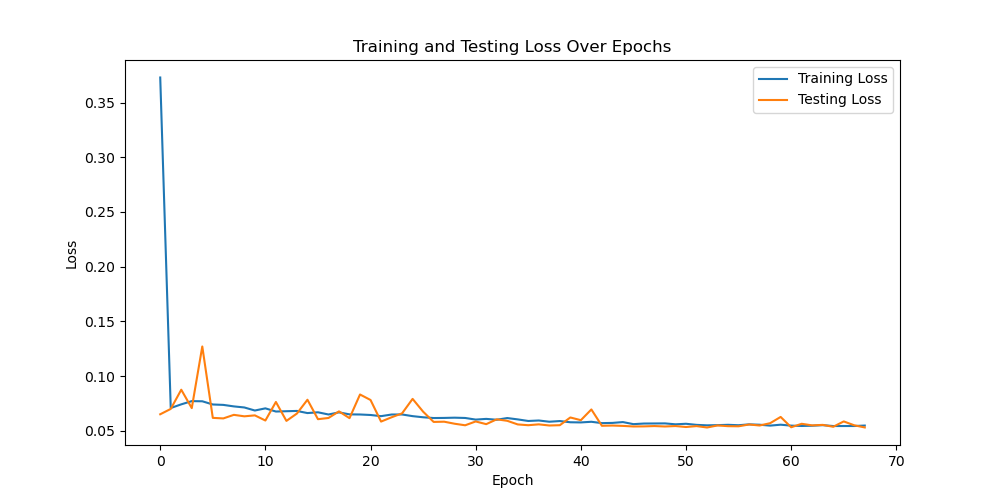 Training and Testing Loss Over Epochs
Training Loss
Testing Loss
0.35
0.30
0.25
0.20
0.15
0.10
0.05
Loss
0 10 20 30 40 50 60 70
Epoch